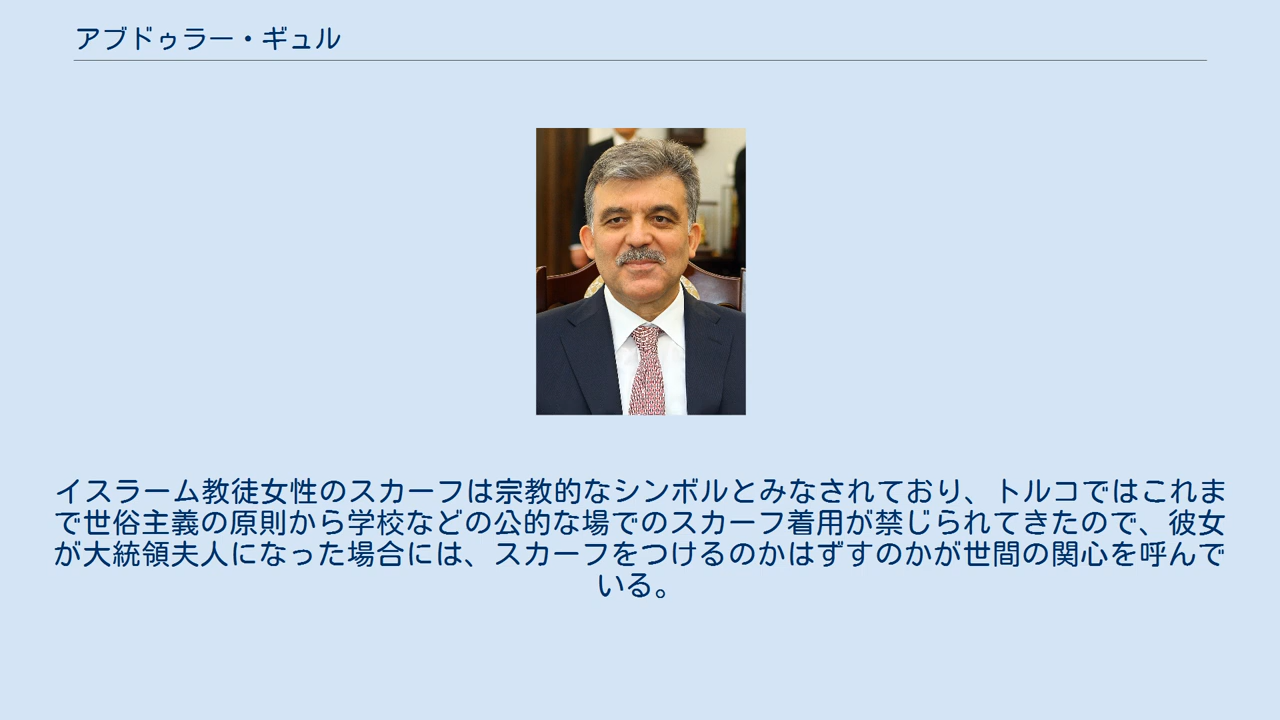 アブドゥラー・ギュル
イスラーム教徒女性のスカーフは宗教的なシンボルとみなされており、トルコではこれま
で世俗主義の原則から学校などの公的な場でのスカーフ着用が禁じられてきたので、彼女
が大統領夫人になった場合には、スカーフをつけるのかはずすのかが世間の関心を呼んで
いる。